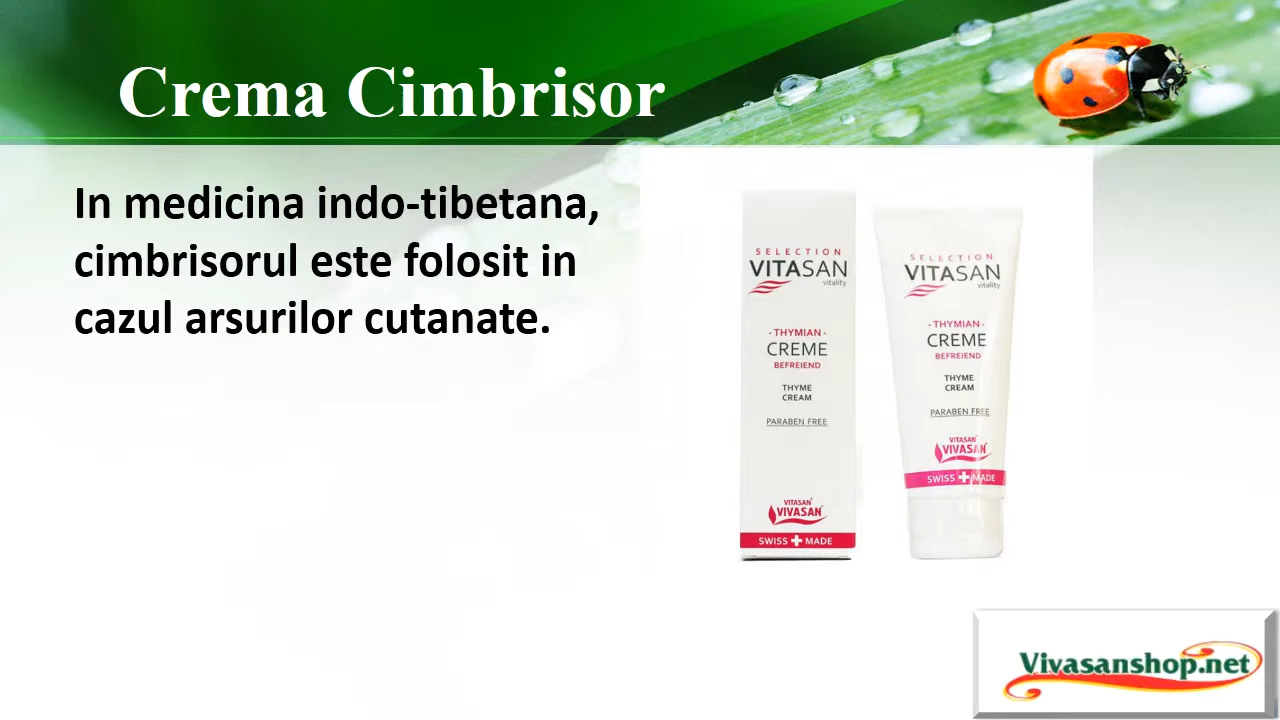 Crema Cimbrisor
In medicina indo-tibetana,
cimbrisorul este folosit in
cazul arsurilor cutanate.
SELECTION
VITASAN
vitality
- THYMIAN -
CREME
BEFREIEND
THYME
CREAM
PARABEN FREE
VITASAN
VIVASAN
SWISS MADE
SELECTION
VITASAN
vitality
- THYMIAN -
CREME
BEFREIEND
THYME
CREAM
PARABEN FREE
VITASAN
VIVASAN
SWISS MADE
Vivasanshop.net